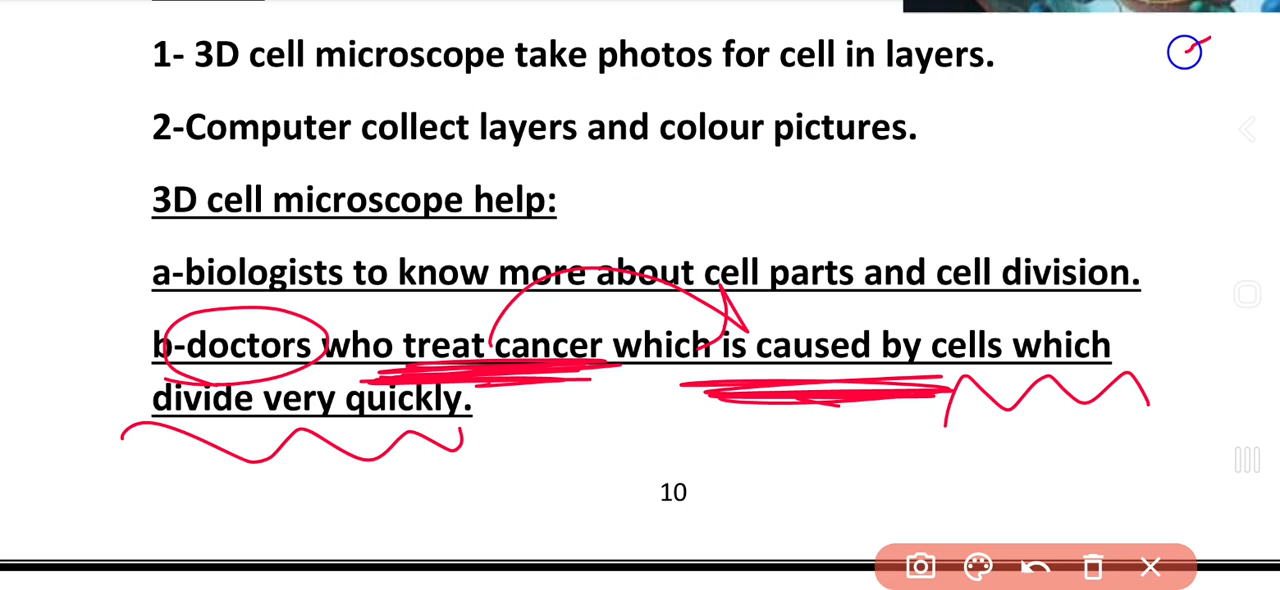 1- 3D cell microscope take photos for cell in layers.
2-Computer collect layers and colour pictures.
3D cell microscope help:
a-biologists to know more about cell parts and cell division.
b-doctors who treat cancer which is caused by cells which
divide very quickly.
10